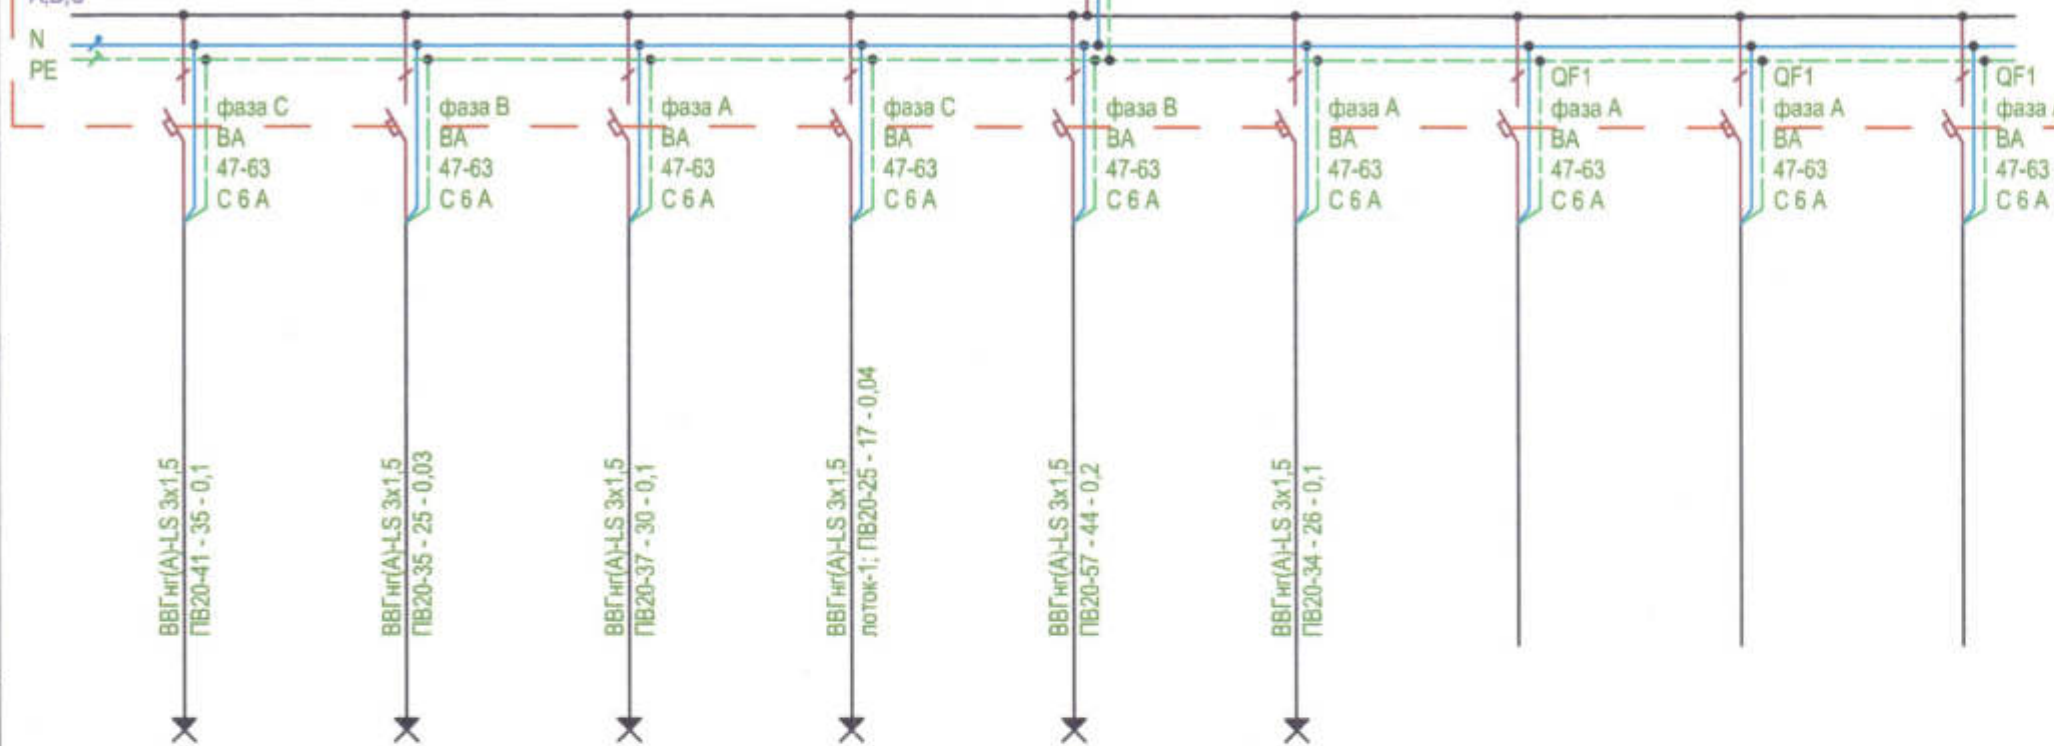 N
PE
фаза C
ВА
47-63
C 6 A
фаза B
ВА
47-63
C 6 A
фаза A
ВА
47-63
C 6 A
фаза C
ВА
47-63
C 6 A
фаза B
ВА
47-63
C 6 A
фаза A
ВА
47-63
C 6 A
QF1
фаза A
ВА
47-63
C 6 A
QF1
фаза A
ВА
47-63
C 6 A
QF1
фаза
ВА
47-63
C 6 A
ВВГнг(А)-LS 3х1,5
ПВ20-41 - 35 - 0,1
ВВГнг(А)-LS 3х1,5
ПВ20-35 - 25 - 0,03
ВВГнг(А)-LS 3х1,5
ПВ20-37 - 30 - 0,1
ВВГнг(А)-LS 3х1,5
лоток-1; ПВ20-25 - 17 - 0,04
ВВГнг(А)-LS 3х1,5
ПВ20-57 - 44 - 0,2
ВВГнг(А)-LS 3х1,5
ПВ20-34 - 26 - 0,1